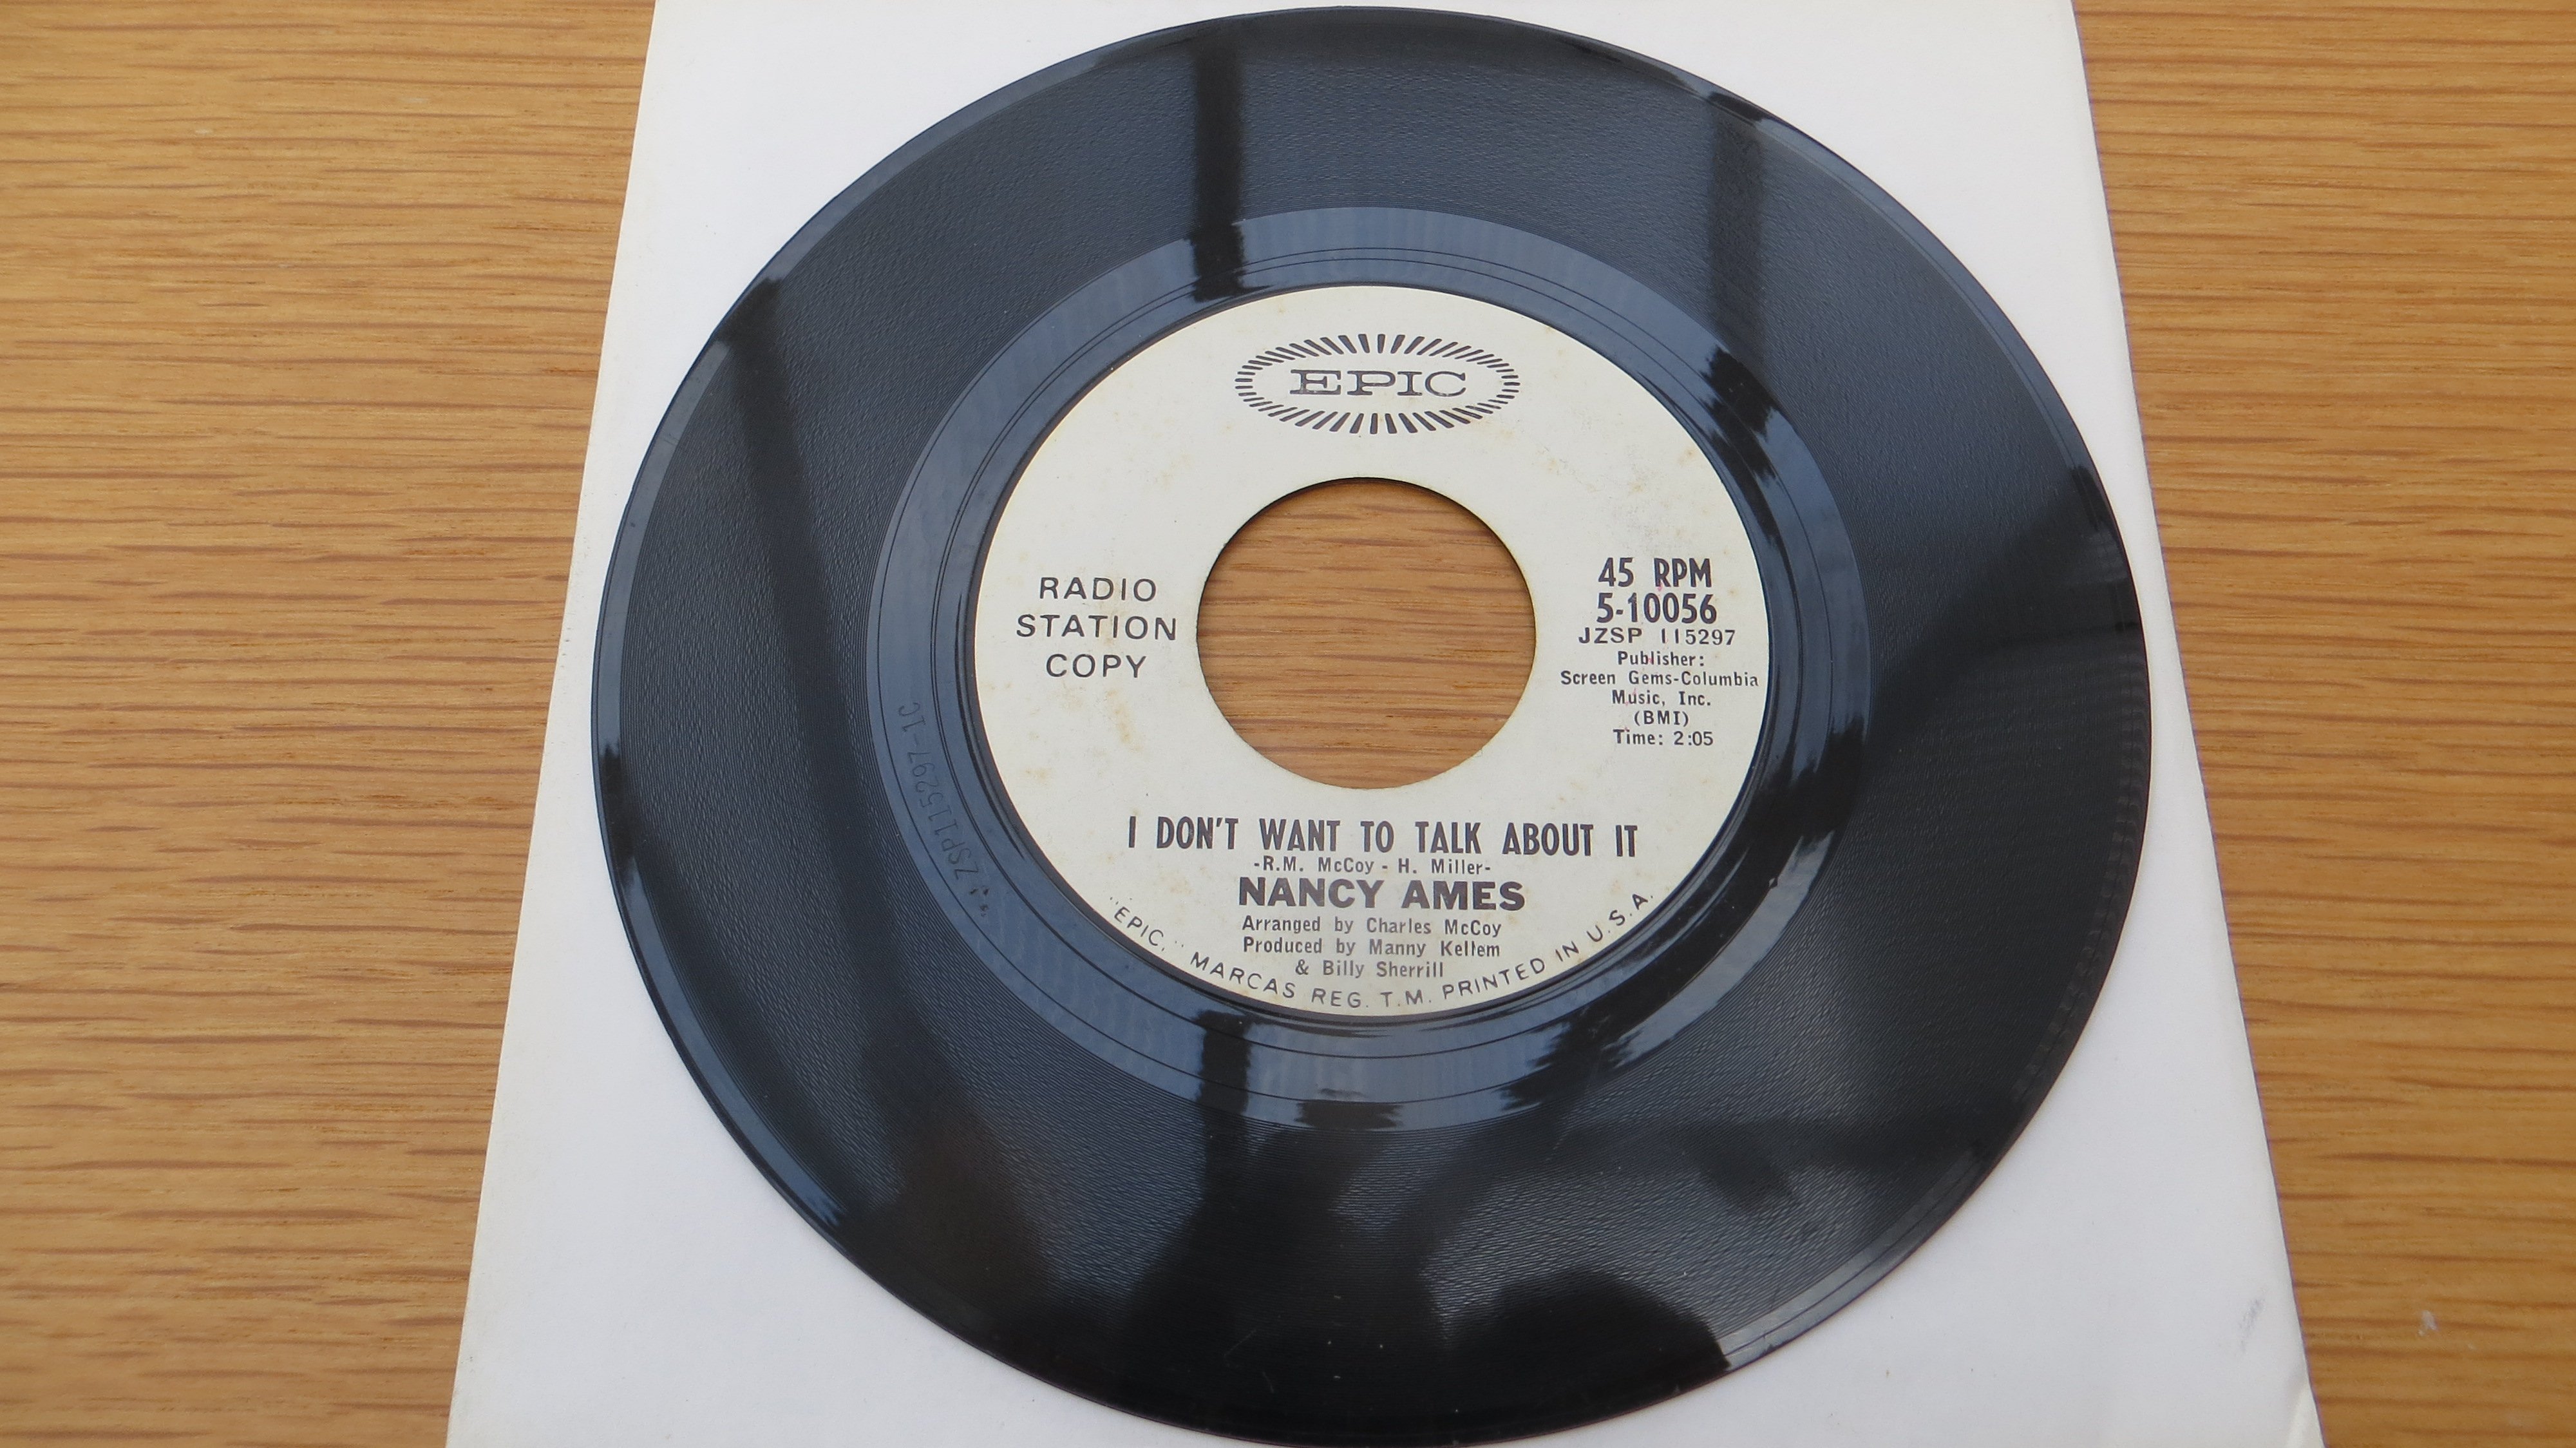 EPIC
RADIO
STATION
COPY
45 RPM
5-10056
JZSP 115297
Publisher:
Screen Gems-Columbia
Music, Inc.
(BMI)
Time: 2:05
I DON'T WANT TO TALK ABOUT IT
-R.M. McCoy - H. Miller-
NANCY AMES
Arranged by Charles McCoy
Produced by Manny Kellem
& Billy Sherrill
"EPIC," MARCAS REG. T.M. PRINTED IN U.S.A.
JZSP115297-1C